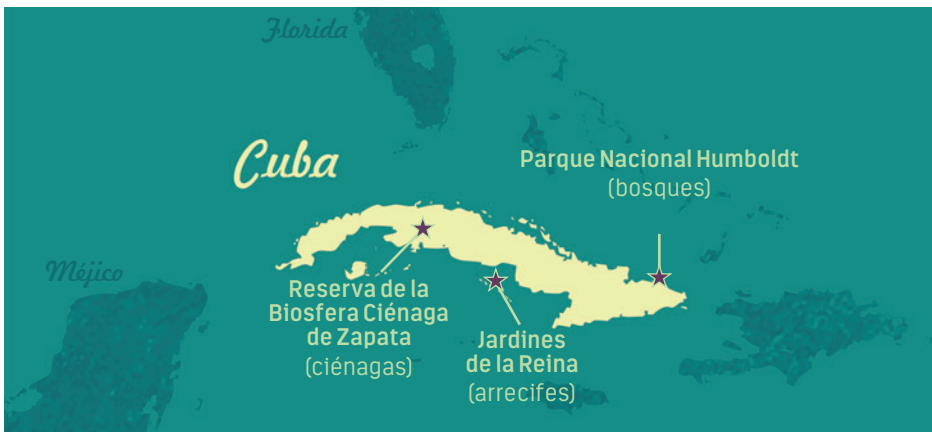 Florida
Cuba
Parque Nacional Humboldt
(bosques)
Méjico
Reserva de la
Biosfera Ciénaga
de Zapata
(ciénagas)
Jardines
de la Reina
(arrecifes)